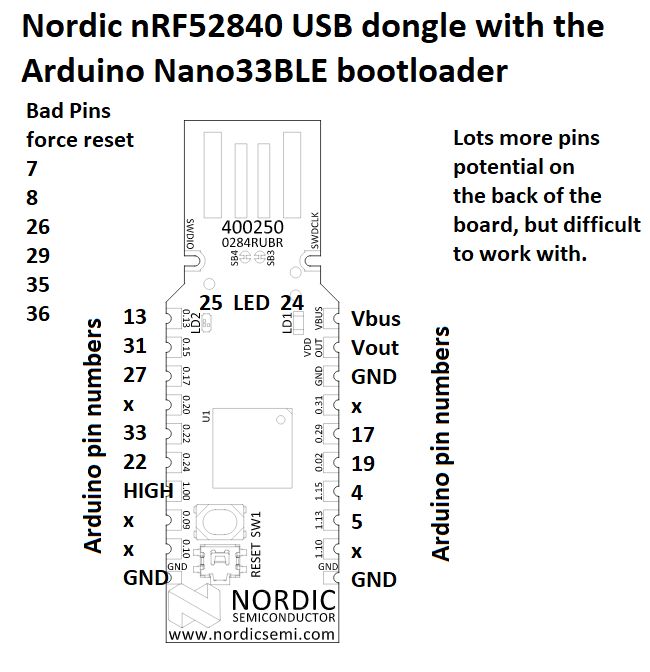 Nordic nRF52840 USB dongle with the
Arduino Nano33BLE bootloader
Bad Pins
force reset
7
8
26
29
35
36
Lots more pins
potential on
the back of the
board, but difficult
to work with.
SWDIO
SWDCLK
400250
0284RUBR
SB4
SB3
25 LED 24
LD2
LD1
Arduino pin numbers
13
31
27
x
33
22
HIGH
x
x
GND
0.13
0.15
0.17
0.20
0.22
0.24
1.00
0.09
0.10
GND
U1
SW1
RESET
VBUS
VDD
OUT
GND
0.31
0.29
0.02
1.15
1.13
1.10
GND
Vbus
Vout
GND
x
17
19
4
5
x
GND
Arduino pin numbers
NORDIC
SEMICONDUCTOR
www.nordicsemi.com